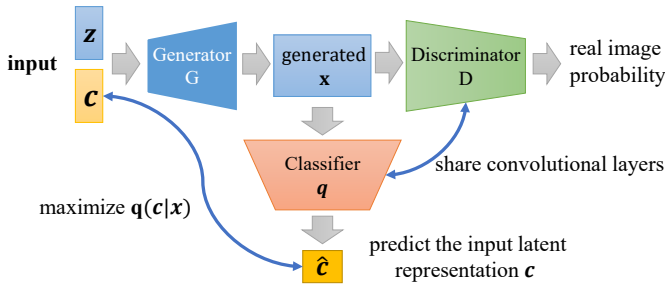 z
input
c
Generator
G
generated
x
Discriminator
D
real image
probability
Classifier
q
share convolutional layers
maximize q(c|x)
ĉ
predict the input latent
representation c